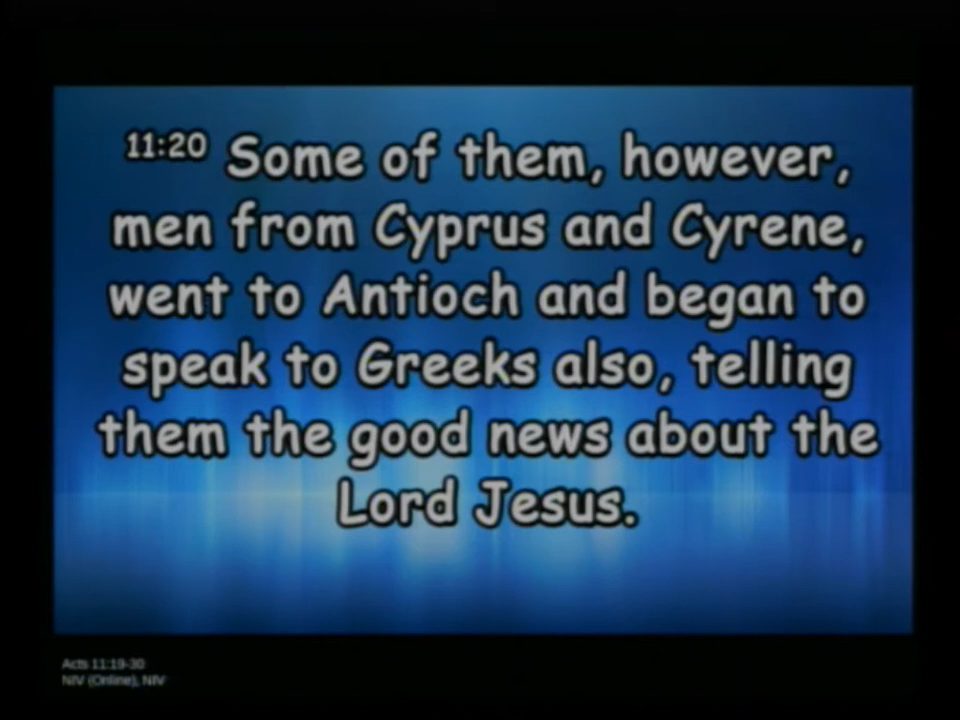 11:20 Some of them, however,
men from Cyprus and Cyrene,
went to Antioch and began to
speak to Greeks also, telling
them the good news about the
Lord Jesus.
Acts 11:19-30
NIV (Online), NIV